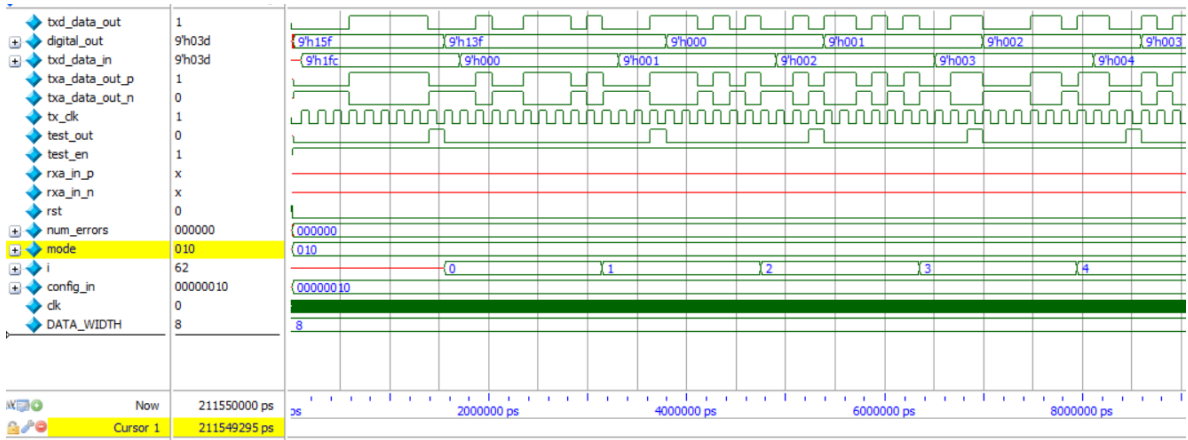 txd_data_out 1
digital_out 9'h03d 9'h15f 9'h13f 9'h000 9'h001 9'h002 9'h003
txd_data_in 9'h03d 9'h1fc 9'h000 9'h001 9'h002 9'h003 9'h004
txa_data_out_p 1
txa_data_out_n 0
tx_clk 1
test_out 0
test_en 1
rxa_in_p x
rxa_in_n x
rst 0
num_errors 000000 000000
mode 010 010
i 62 0 1 2 3 4
config_in 00000010 00000010
clk 0
DATA_WIDTH 8 8
Now 211550000 ps ps 2000000 ps 4000000 ps 6000000 ps 8000000 ps
Cursor 1 211549295 ps